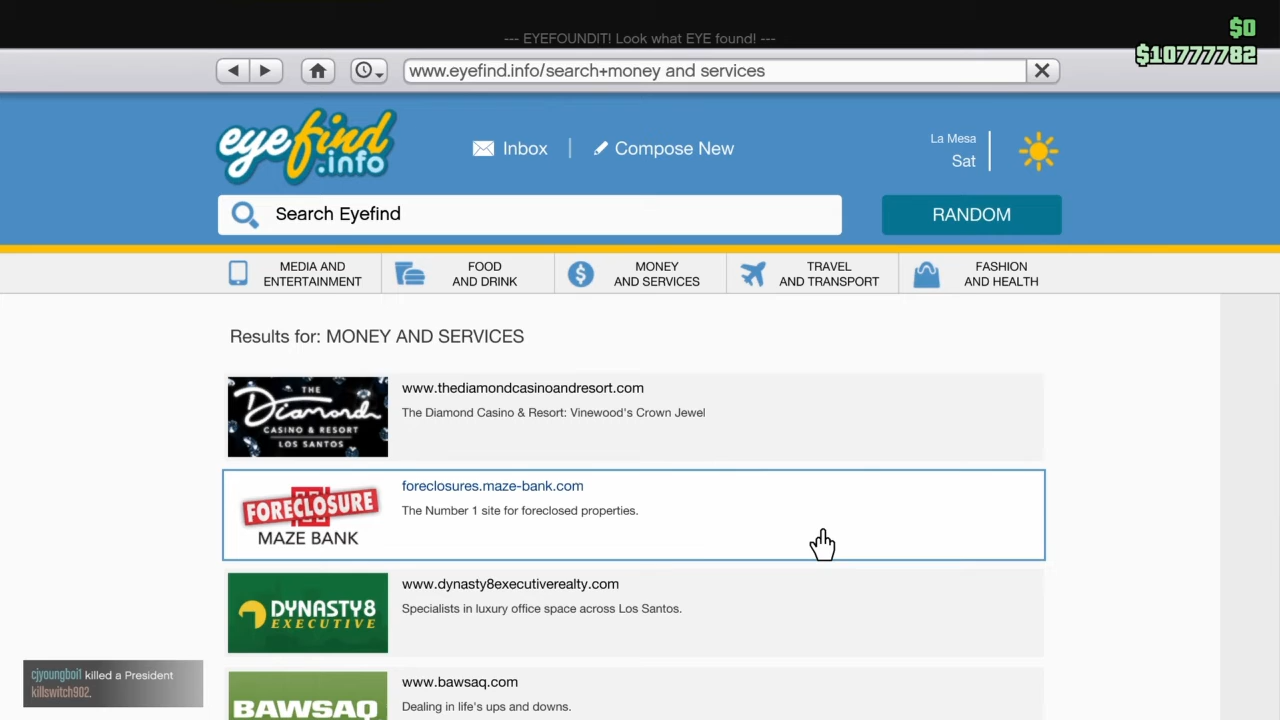 --- EYEFOUNDIT! Look what EYE found! ---
$0
$10777782
www.eyefind.info/search+money and services
eyefind
.info
Inbox
Compose New
La Mesa
Sat
Search Eyefind
RANDOM
MEDIA AND
ENTERTAINMENT
FOOD
AND DRINK
MONEY
AND SERVICES
TRAVEL
AND TRANSPORT
FASHION
AND HEALTH
Results for: MONEY AND SERVICES
THE
Diamond
CASINO & RESORT
LOS SANTOS
www.thediamondcasinoandresort.com
The Diamond Casino & Resort: Vinewood's Crown Jewel
FORECLOSURE
MAZE BANK
foreclosures.maze-bank.com
The Number 1 site for foreclosed properties.
DYNASTY8
EXECUTIVE
www.dynasty8executiverealty.com
Specialists in luxury office space across Los Santos.
BAWSAQ
www.bawsaq.com
Dealing in life's ups and downs.
cjyoungboi1 killed a President
killswitch902.